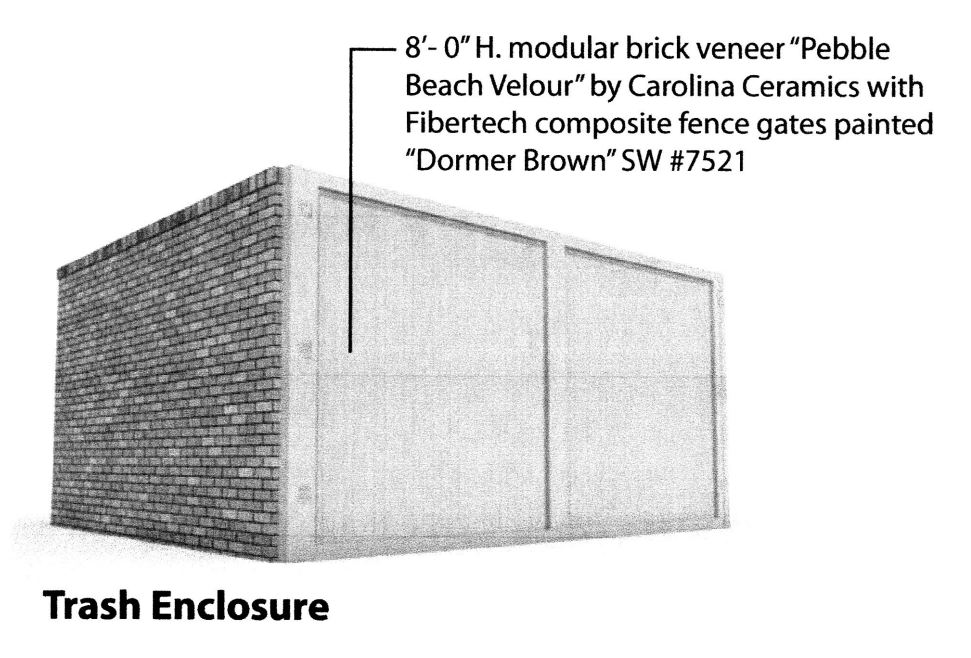 8’- 0” H. modular brick veneer “Pebble
Beach Velour” by Carolina Ceramics with
Fibertech composite fence gates painted
“Dormer Brown” SW #7521
Trash Enclosure